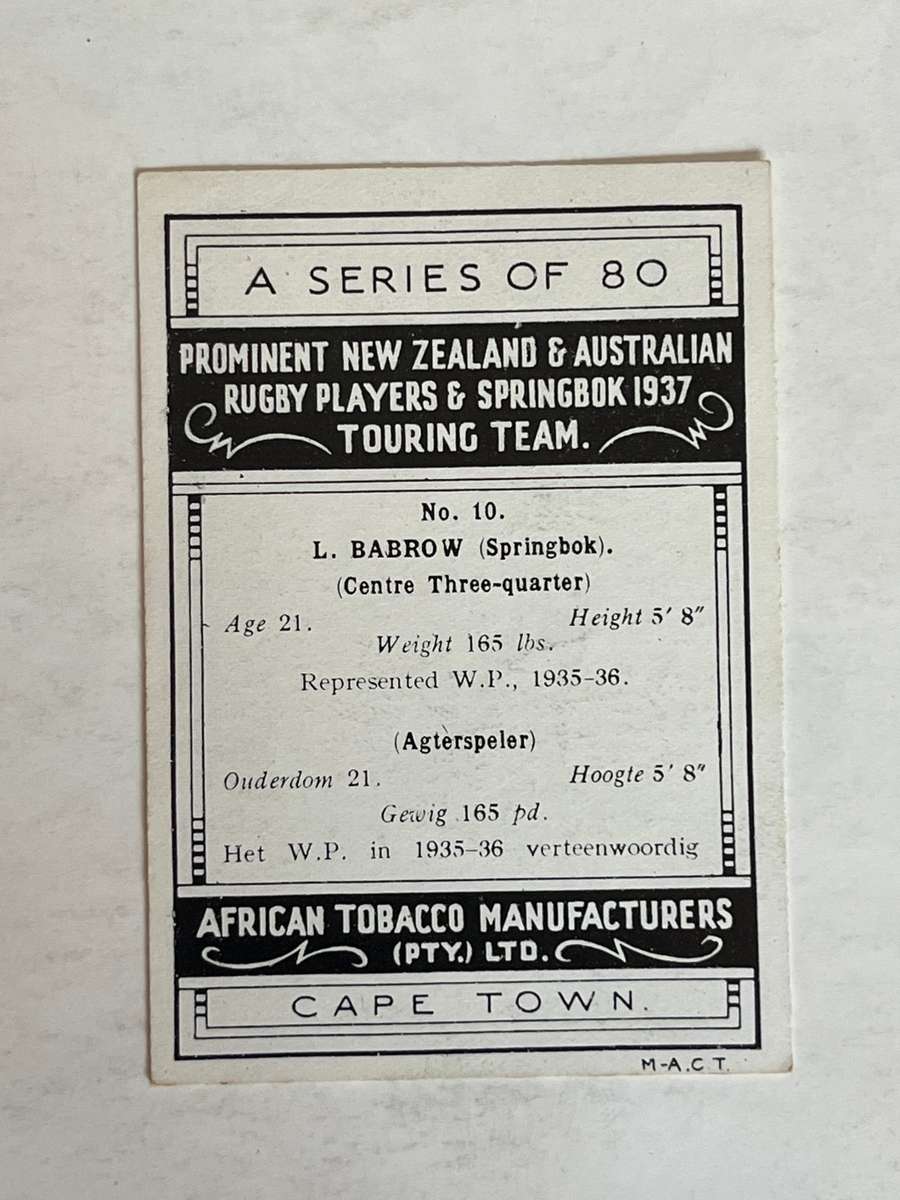 A SERIES OF 80
PROMINENT NEW ZEALAND & AUSTRALIAN
RUGBY PLAYERS & SPRINGBOK 1937
TOURING TEAM.
No. 10.
L. BABROW (Springbok).
(Centre Three-quarter)
Age 21. Height 5' 8"
Weight 165 lbs.
Represented W.P., 1935-36.
(Agterspeler)
Ouderdom 21. Hoogte 5' 8"
Gewig 165 pd.
Het W.P. in 1935-36 verteenwoordig
AFRICAN TOBACCO MANUFACTURERS
(PTY.) LTD.
CAPE TOWN.
M-A.C.T.